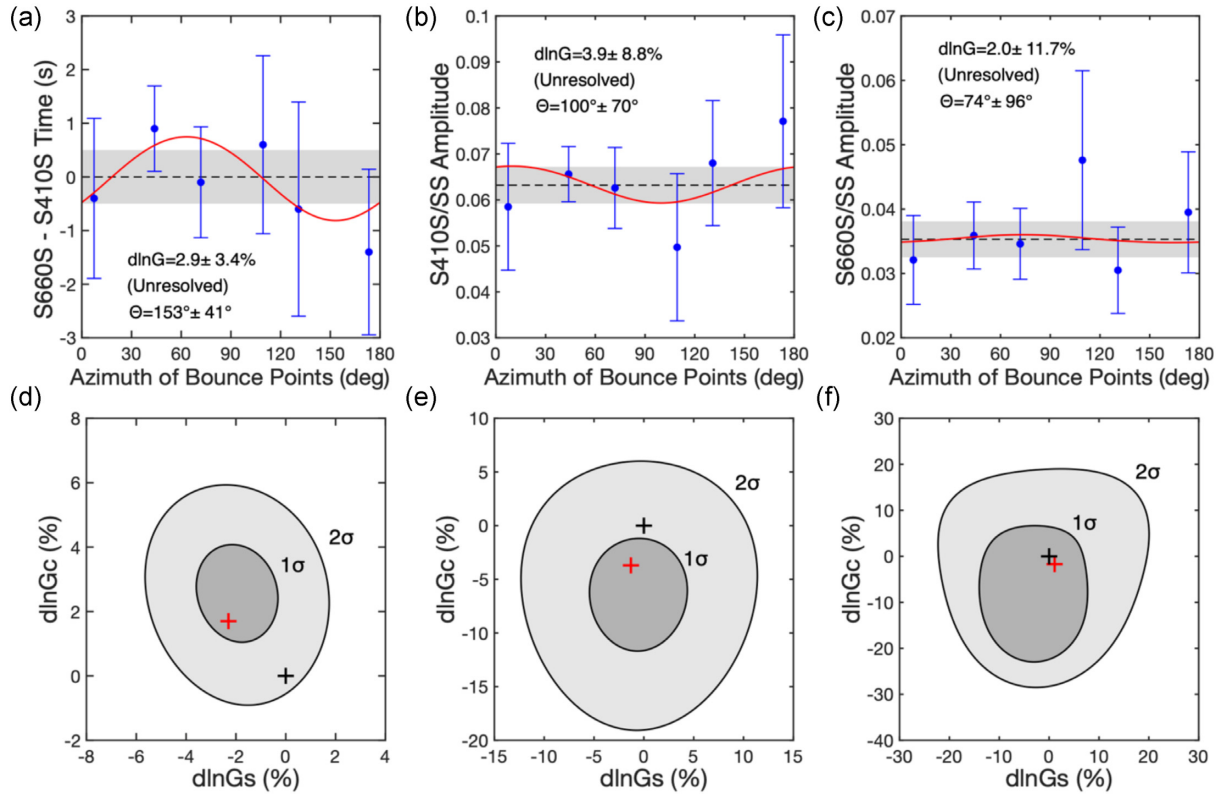 (a)
S660S - S410S Time (s)
3
2
1
0
-1
-2
-3
dlnG=2.9± 3.4%
(Unresolved)
Θ=153°± 41°
0 30 60 90 120 150 180
Azimuth of Bounce Points (deg)
(b)
S410S/SS Amplitude
0.1
0.09
0.08
0.07
0.06
0.05
0.04
0.03
dlnG=3.9± 8.8%
(Unresolved)
Θ=100°± 70°
0 30 60 90 120 150 180
Azimuth of Bounce Points (deg)
(c)
S660S/SS Amplitude
0.07
0.06
0.05
0.04
0.03
0.02
dlnG=2.0± 11.7%
(Unresolved)
Θ=74°± 96°
0 30 60 90 120 150 180
Azimuth of Bounce Points (deg)
(d)
dlnGc (%)
8
6
4
2
0
-2
2σ
1σ
-8 -6 -4 -2 0 2 4
dlnGs (%)
(e)
dlnGc (%)
10
5
0
-5
-10
-15
-20
2σ
1σ
-15 -10 -5 0 5 10 15
dlnGs (%)
(f)
dlnGc (%)
30
20
10
0
-10
-20
-30
-40
2σ
1σ
-30 -20 -10 0 10 20 30
dlnGs (%)